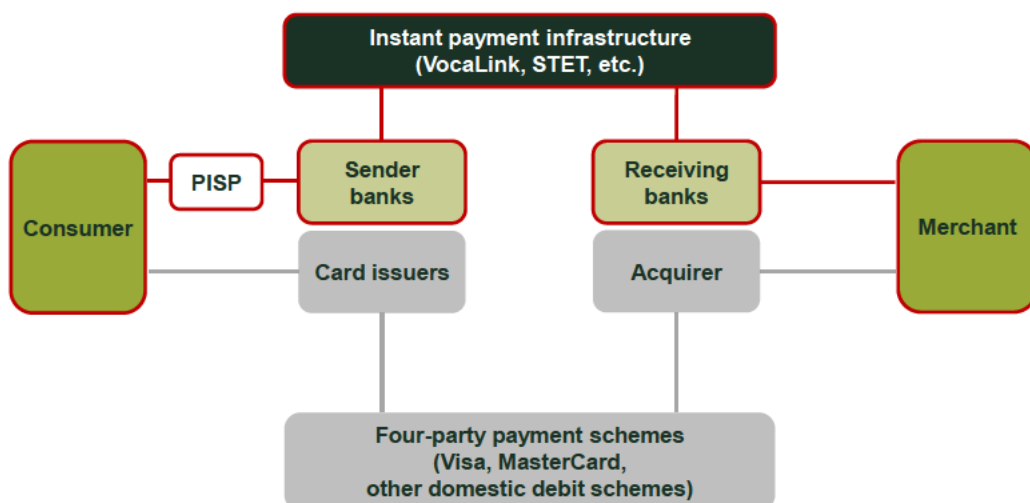 Instant payment infrastructure
(VocaLink, STET, etc.)
PISP
Sender
banks
Receiving
banks
Consumer
Merchant
Card issuers
Acquirer
Four-party payment schemes
(Visa, MasterCard,
other domestic debit schemes)